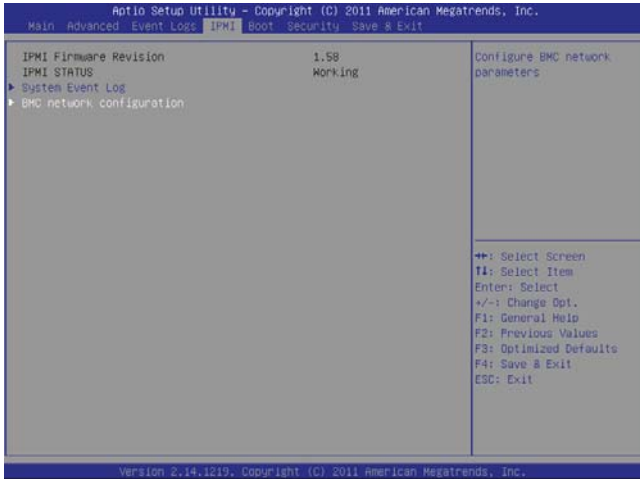 Aptio Setup Utility – Copyright (C) 2011 American Megatrends, Inc.
Main Advanced Event Logs IPMI Boot Security Save & Exit
IPMI Firmware Revision 1.58
IPMI STATUS Working
▶ System Event Log
▶ BMC network configuration
Configure BMC network
parameters
→←: Select Screen
↑↓: Select Item
Enter: Select
+/-: Change Opt.
F1: General Help
F2: Previous Values
F3: Optimized Defaults
F4: Save & Exit
ESC: Exit
Version 2.14.1219. Copyright (C) 2011 American Megatrends, Inc.